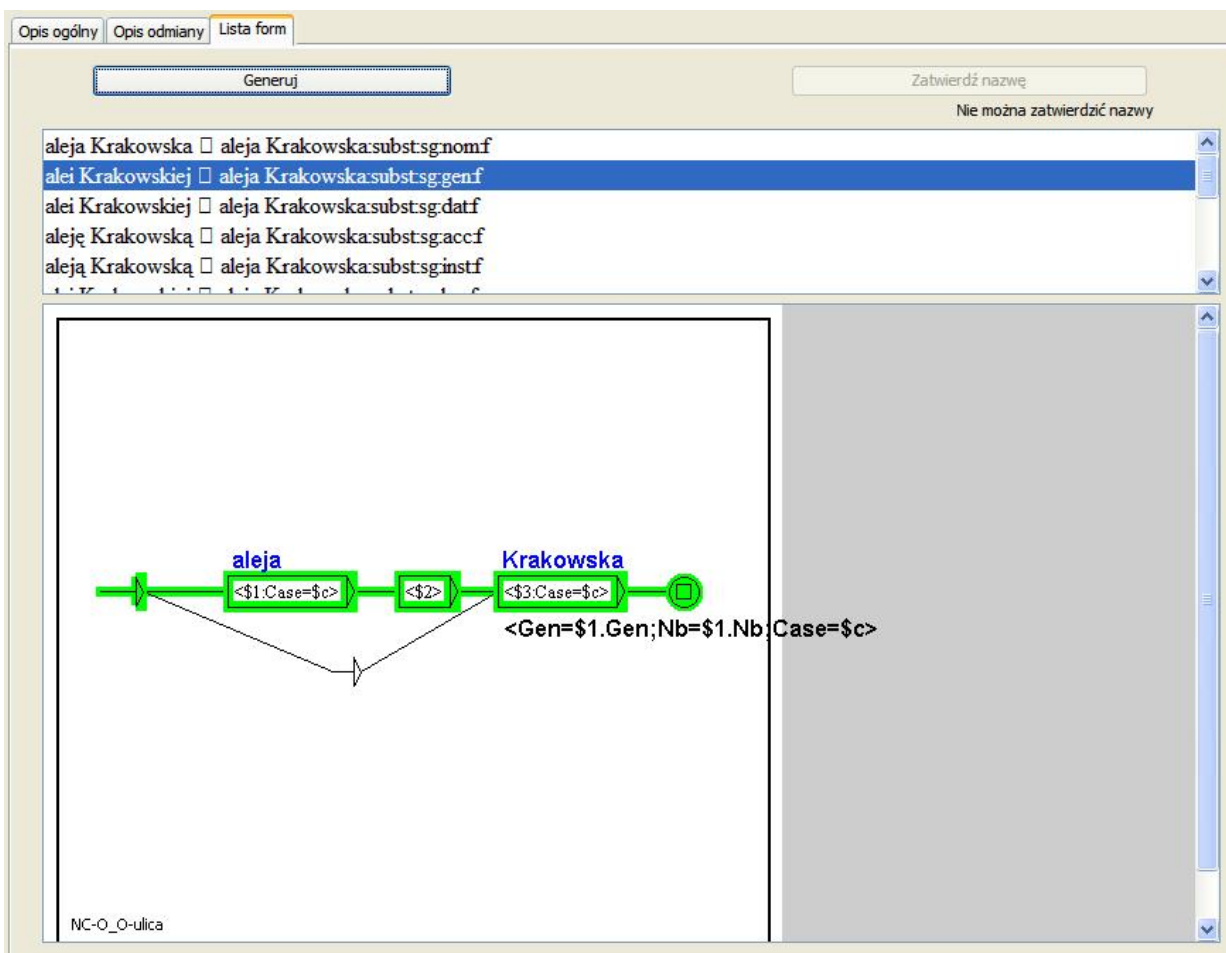 Opis ogólny Opis odmiany Lista form
Generuj Zatwierdź nazwę
Nie można zatwierdzić nazwy
aleja Krakowska □ aleja Krakowska:subst:sg:nom:f
alei Krakowskiej □ aleja Krakowska:subst:sg:gen:f
alei Krakowskiej □ aleja Krakowska:subst:sg:dat:f
aleję Krakowską □ aleja Krakowska:subst:sg:acc:f
aleją Krakowską □ aleja Krakowska:subst:sg:inst:f
aleja Krakowska
<$1:Case=$c> <$2> <$3:Case=$c>
<Gen=$1.Gen;Nb=$1.Nb;Case=$c>
NC-O_O-ulica